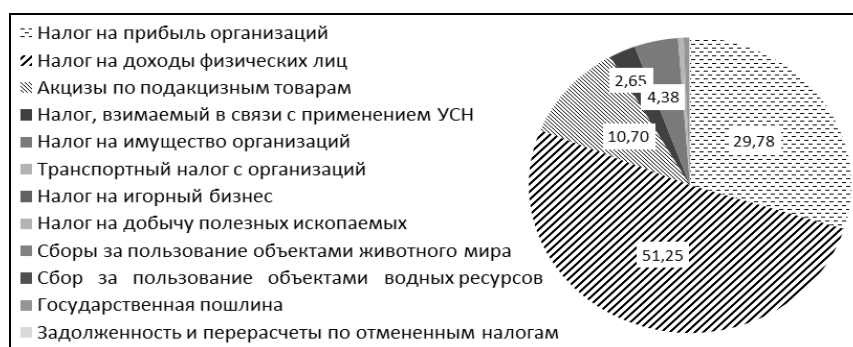 Налог на прибыль организаций
Налог на доходы физических лиц
Акцизы по подакцизным товарам
Налог, взимаемый в связи с применением УСН
Налог на имущество организаций
Транспортный налог с организаций
Налог на игорный бизнес
Налог на добычу полезных ископаемых
Сборы за пользование объектами животного мира
Сбор за пользование объектами водных ресурсов
Государственная пошлина
Задолженность и перерасчеты по отмененным налогам
2,65
4,38
10,70
29,78
51,25